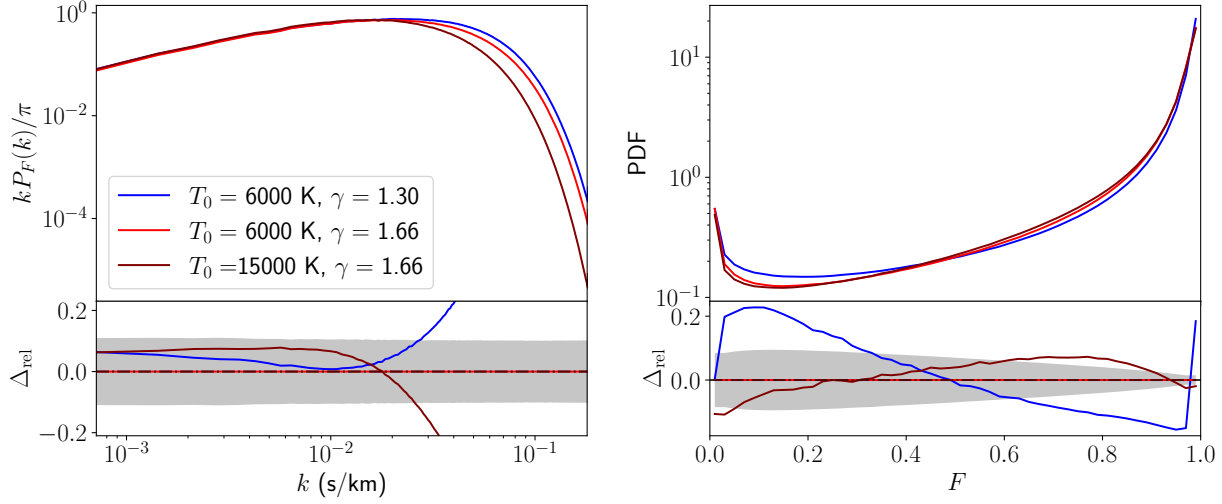 10^0
10^{-2}
10^{-4}
kP_F(k)/π
T_0 = 6000 K, γ = 1.30
T_0 = 6000 K, γ = 1.66
T_0 =15000 K, γ = 1.66
0.2
0.0
−0.2
Δ_rel
10^{-3}
10^{-2}
10^{-1}
k (s/km)
10^1
10^0
10^{-1}
PDF
0.2
0.0
Δ_rel
0.0 0.2 0.4 0.6 0.8 1.0
F